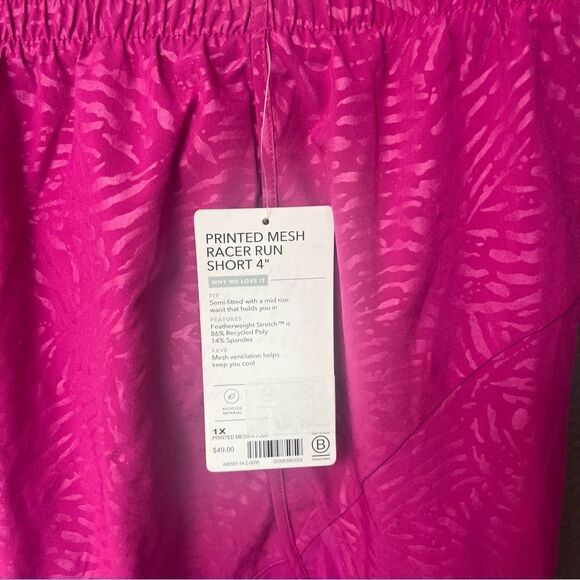 PRINTED MESH
RACER RUN
SHORT 4"
WHY WE LOVE IT
FIT
Semi-fitted with a mid rise
waist that holds you in
FEATURES
Featherweight Stretch™ is
86% Recycled Poly
14% Spandex
FAVE
Mesh ventilation helps
keep you cool
RECYCLED
MATERIAL
1X
PRINTED MESH R
$49.00
B